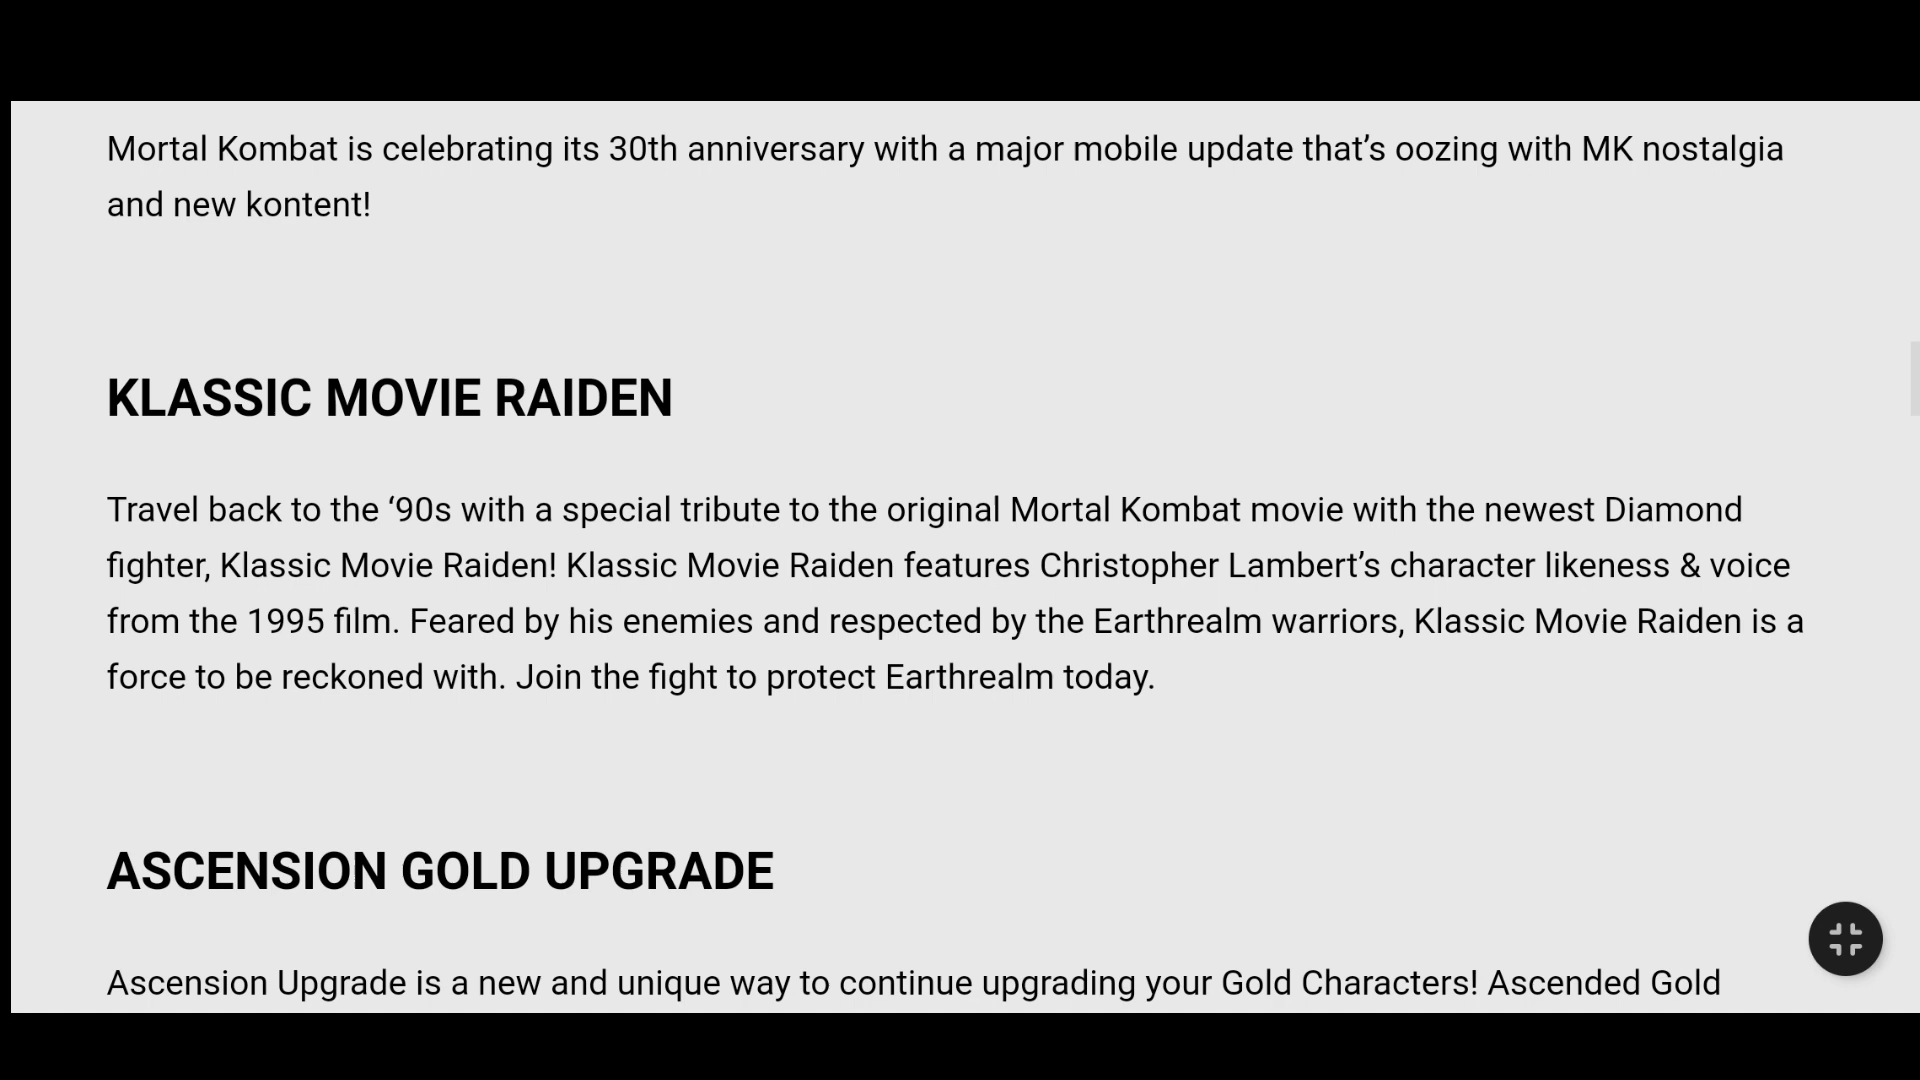 Mortal Kombat is celebrating its 30th anniversary with a major mobile update that’s oozing with MK nostalgia
and new kontent!
KLASSIC MOVIE RAIDEN
Travel back to the ‘90s with a special tribute to the original Mortal Kombat movie with the newest Diamond
fighter, Klassic Movie Raiden! Klassic Movie Raiden features Christopher Lambert’s character likeness & voice
from the 1995 film. Feared by his enemies and respected by the Earthrealm warriors, Klassic Movie Raiden is a
force to be reckoned with. Join the fight to protect Earthrealm today.
ASCENSION GOLD UPGRADE
Ascension Upgrade is a new and unique way to continue upgrading your Gold Characters! Ascended Gold